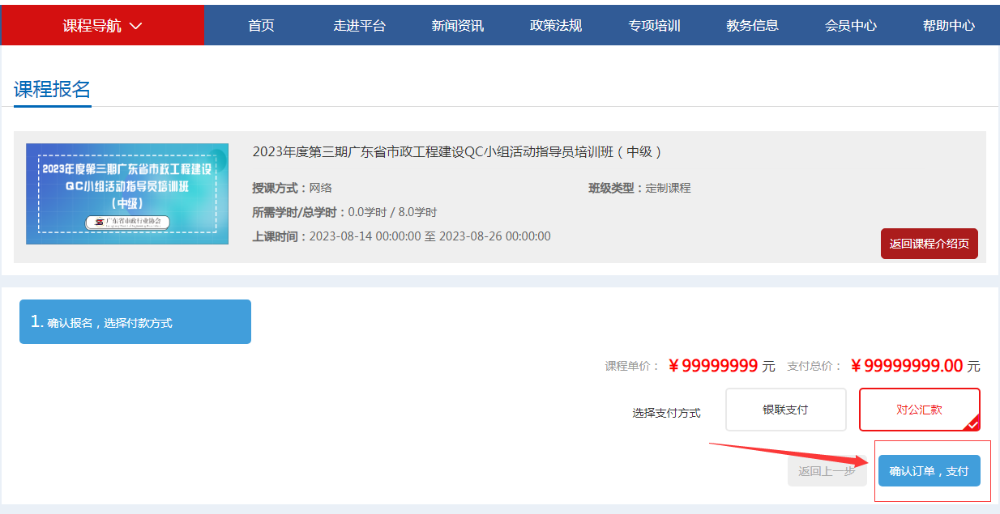 课程导航 首页 走进平台 新闻资讯 政策法规 专项培训 教务信息 会员中心 帮助中心
课程报名
2023年度第三期广东省市政工程建设
QC小组活动指导员培训班
（中级）
广东省市政行业协会
2023年度第三期广东省市政工程建设QC小组活动指导员培训班（中级）
授课方式：网络 班级类型：定制课程
所需学时/总学时：0.0学时 / 8.0学时
上课时间：2023-08-14 00:00:00 至 2023-08-26 00:00:00
返回课程介绍页
1. 确认报名，选择付款方式
课程单价： ¥ 99999999 元 支付总价： ¥ 99999999.00 元
选择支付方式 银联支付 对公汇款
返回上一步 确认订单，支付